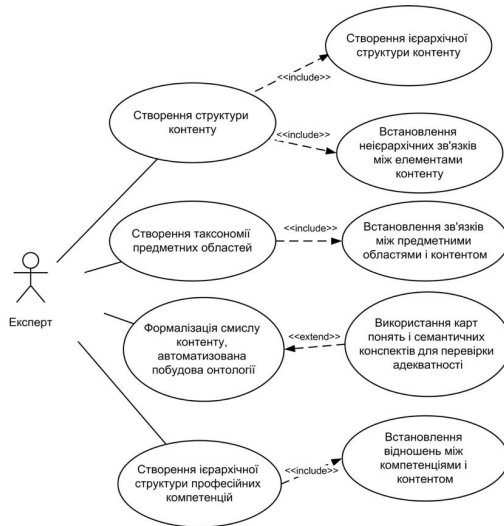 Створення ієрархічної
структури контенту
<<include>>
Створення структури
контенту
<<include>>
Встановлення
неієрархічних зв'язків
між елементами
контенту
Створення таксономії
предметних областей
<<include>>
Встановлення зв'язків
між предметними
областями і контентом
Експерт
Формалізація смислу
контенту,
автоматизована
побудова онтології
<<extend>>
Використання карт
понять і семантичних
конспектів для перевірки
адекватності
Створення ієрархічної
структури професійних
компетенцій
<<include>>
Встановлення
відношень між
компетенціями і
контентом